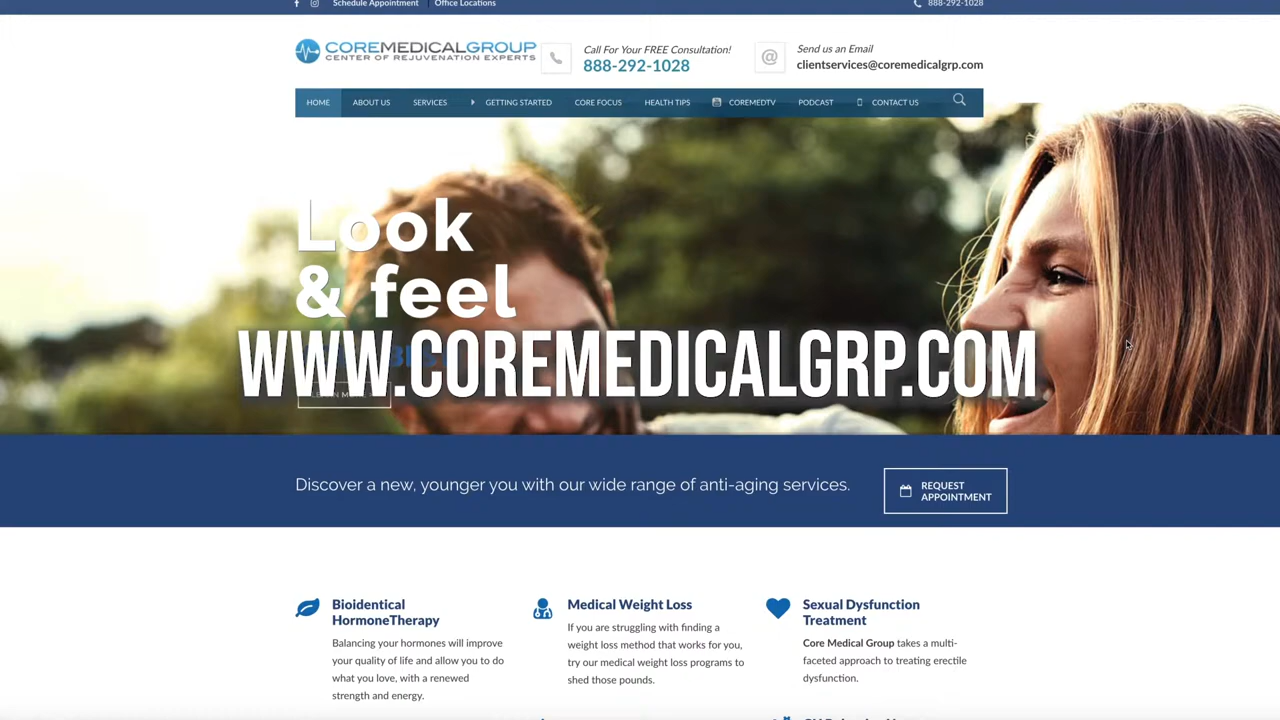 Schedule Appointment
Office Locations
888-292-1028
COREMEDICALGROUP
CENTER OF REJUVENATION EXPERTS
Call For Your FREE Consultation!
888-292-1028
Send us an Email
clientservices@coremedicalgrp.com
HOME ABOUT US SERVICES GETTING STARTED CORE FOCUS HEALTH TIPS COREMEDTV PODCAST CONTACT US
Look
& feel
WWW.COREMEDICALGRP.COM
Discover a new, younger you with our wide range of anti-aging services.
REQUEST
APPOINTMENT
Bioidentical
HormoneTherapy
Balancing your hormones will improve
your quality of life and allow you to do
what you love, with a renewed
strength and energy.
Medical Weight Loss
If you are struggling with finding a
weight loss method that works for you,
try our medical weight loss programs to
shed those pounds.
Sexual Dysfunction
Treatment
Core Medical Group takes a multi-
faceted approach to treating erectile
dysfunction.